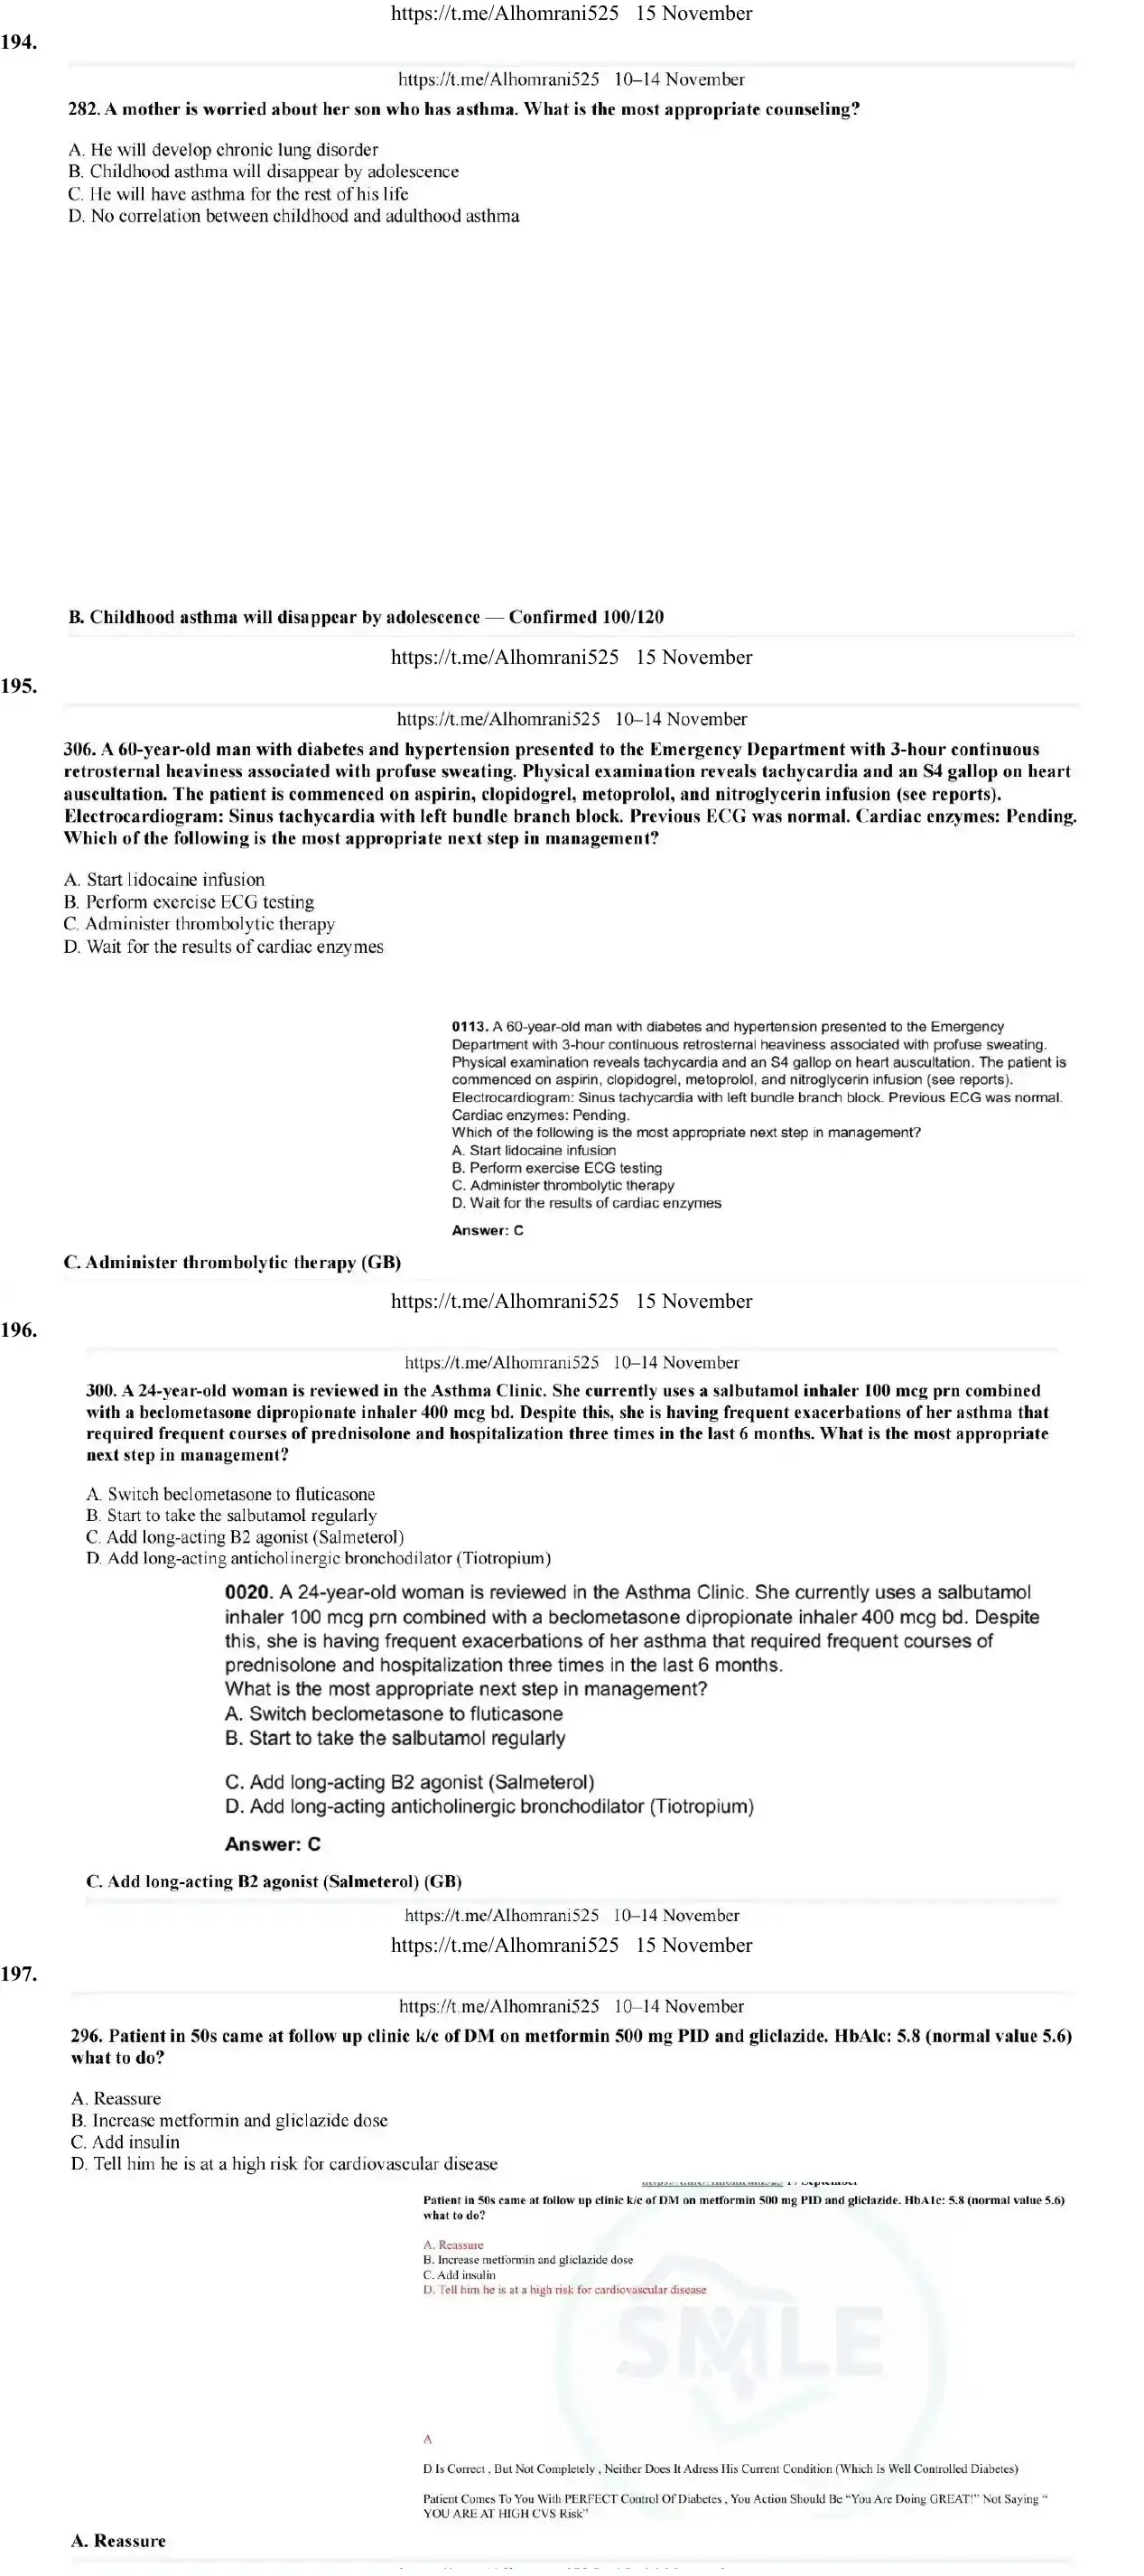 https://t.me/Alhomrani525 15 November
194.
https://t.me/Alhomrani525 10–14 November
282. A mother is worried about her son who has asthma. What is the most appropriate counseling?
A. He will develop chronic lung disorder
B. Childhood asthma will disappear by adolescence
C. He will have asthma for the rest of his life
D. No correlation between childhood and adulthood asthma
B. Childhood asthma will disappear by adolescence — Confirmed 100/120
https://t.me/Alhomrani525 15 November
195.
https://t.me/Alhomrani525 10–14 November
306. A 60-year-old man with diabetes and hypertension presented to the Emergency Department with 3-hour continuous
retrosternal heaviness associated with profuse sweating. Physical examination reveals tachycardia and an S4 gallop on heart
auscultation. The patient is commenced on aspirin, clopidogrel, metoprolol, and nitroglycerin infusion (see reports).
Electrocardiogram: Sinus tachycardia with left bundle branch block. Previous ECG was normal. Cardiac enzymes: Pending.
Which of the following is the most appropriate next step in management?
A. Start lidocaine infusion
B. Perform exercise ECG testing
C. Administer thrombolytic therapy
D. Wait for the results of cardiac enzymes
0113. A 60-year-old man with diabetes and hypertension presented to the Emergency
Department with 3-hour continuous retrosternal heaviness associated with profuse sweating.
Physical examination reveals tachycardia and an S4 gallop on heart auscultation. The patient is
commenced on aspirin, clopidogrel, metoprolol, and nitroglycerin infusion (see reports).
Electrocardiogram: Sinus tachycardia with left bundle branch block. Previous ECG was normal.
Cardiac enzymes: Pending.
Which of the following is the most appropriate next step in management?
A. Start lidocaine infusion
B. Perform exercise ECG testing
C. Administer thrombolytic therapy
D. Wait for the results of cardiac enzymes
Answer: C
C. Administer thrombolytic therapy (GB)
https://t.me/Alhomrani525 15 November
196.
https://t.me/Alhomrani525 10–14 November
300. A 24-year-old woman is reviewed in the Asthma Clinic. She currently uses a salbutamol inhaler 100 mcg prn combined
with a beclometasone dipropionate inhaler 400 mcg bd. Despite this, she is having frequent exacerbations of her asthma that
required frequent courses of prednisolone and hospitalization three times in the last 6 months. What is the most appropriate
next step in management?
A. Switch beclometasone to fluticasone
B. Start to take the salbutamol regularly
C. Add long-acting B2 agonist (Salmeterol)
D. Add long-acting anticholinergic bronchodilator (Tiotropium)
0020. A 24-year-old woman is reviewed in the Asthma Clinic. She currently uses a salbutamol
inhaler 100 mcg prn combined with a beclometasone dipropionate inhaler 400 mcg bd. Despite
this, she is having frequent exacerbations of her asthma that required frequent courses of
prednisolone and hospitalization three times in the last 6 months.
What is the most appropriate next step in management?
A. Switch beclometasone to fluticasone
B. Start to take the salbutamol regularly
C. Add long-acting B2 agonist (Salmeterol)
D. Add long-acting anticholinergic bronchodilator (Tiotropium)
Answer: C
C. Add long-acting B2 agonist (Salmeterol) (GB)
https://t.me/Alhomrani525 10–14 November
https://t.me/Alhomrani525 15 November
197.
https://t.me/Alhomrani525 10–14 November
296. Patient in 50s came at follow up clinic k/c of DM on metformin 500 mg PID and gliclazide. HbA1c: 5.8 (normal value 5.6)
what to do?
A. Reassure
B. Increase metformin and gliclazide dose
C. Add insulin
D. Tell him he is at a high risk for cardiovascular disease
Patient in 50s came at follow up clinic k/c of DM on metformin 500 mg PID and gliclazide. HbA1c: 5.8 (normal value 5.6)
what to do?
A. Reassure
B. Increase metformin and gliclazide dose
C. Add insulin
D. Tell him he is at a high risk for cardiovascular disease
SMLE
A
D Is Correct , But Not Completely , Neither Does It Adress His Current Condition (Which Is Well Controlled Diabetes)
Patient Comes To You With PERFECT Control Of Diabetes , You Action Should Be “You Are Doing GREAT!” Not Saying “
YOU ARE AT HIGH CVS Risk”
A. Reassure